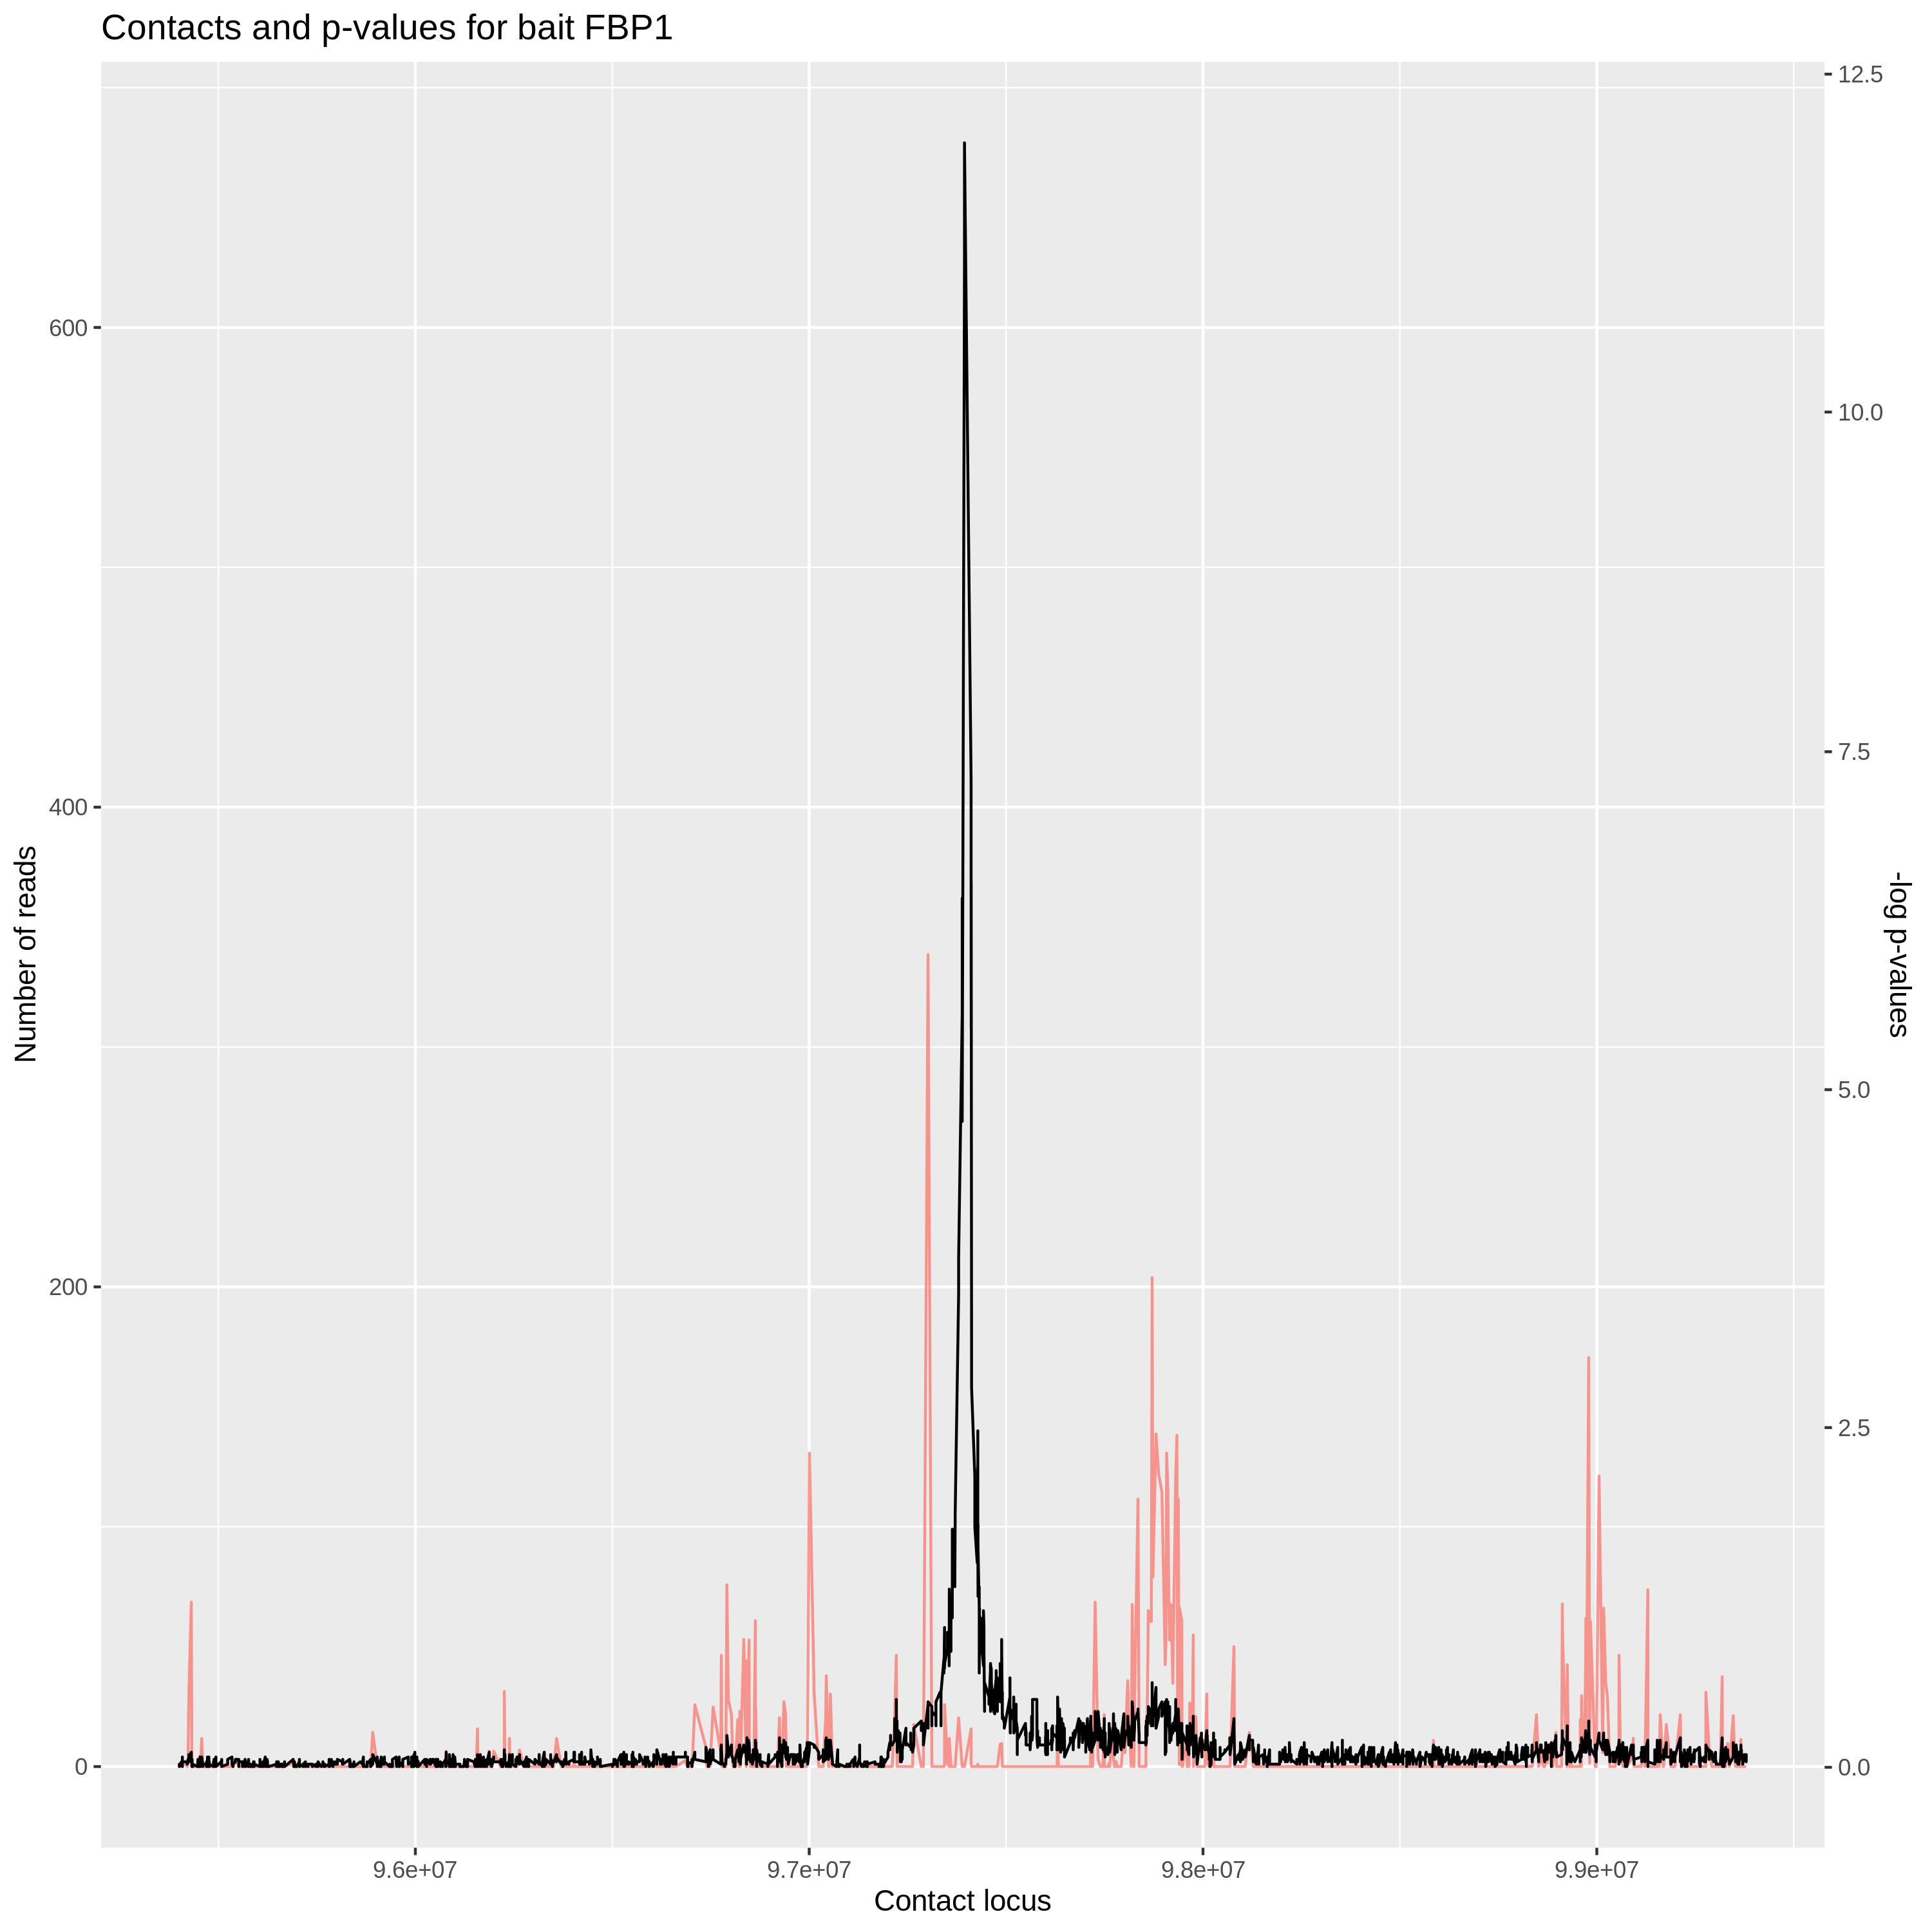 Contacts and p-values for bait FBP1
12.5
600
10.0
7.5
400
Number of reads
-log p-values
5.0
200
2.5
0
0.0
9.6e+07
9.7e+07
9.8e+07
9.9e+07
Contact locus